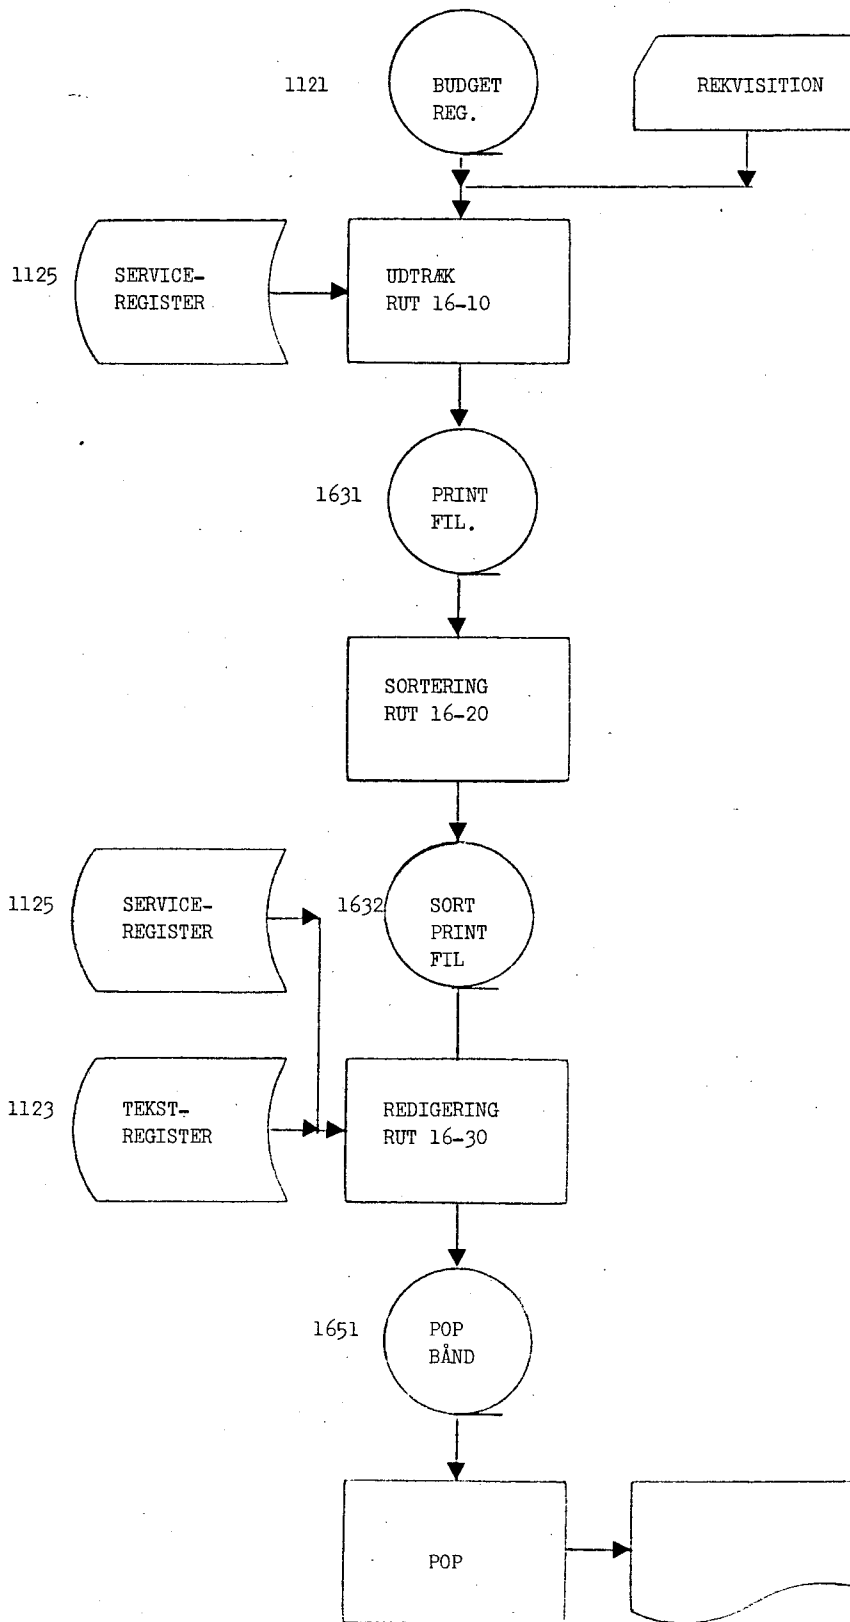 1121
BUDGET
REG.
REKVISITION
1125
SERVICE-
REGISTER
UDTRÆK
RUT 16-10
1631
PRINT
FIL.
SORTERING
RUT 16-20
1125
SERVICE-
REGISTER
1632
SORT
PRINT
FIL
1123
TEKST-
REGISTER
REDIGERING
RUT 16-30
1651
POP
BÅND
POP